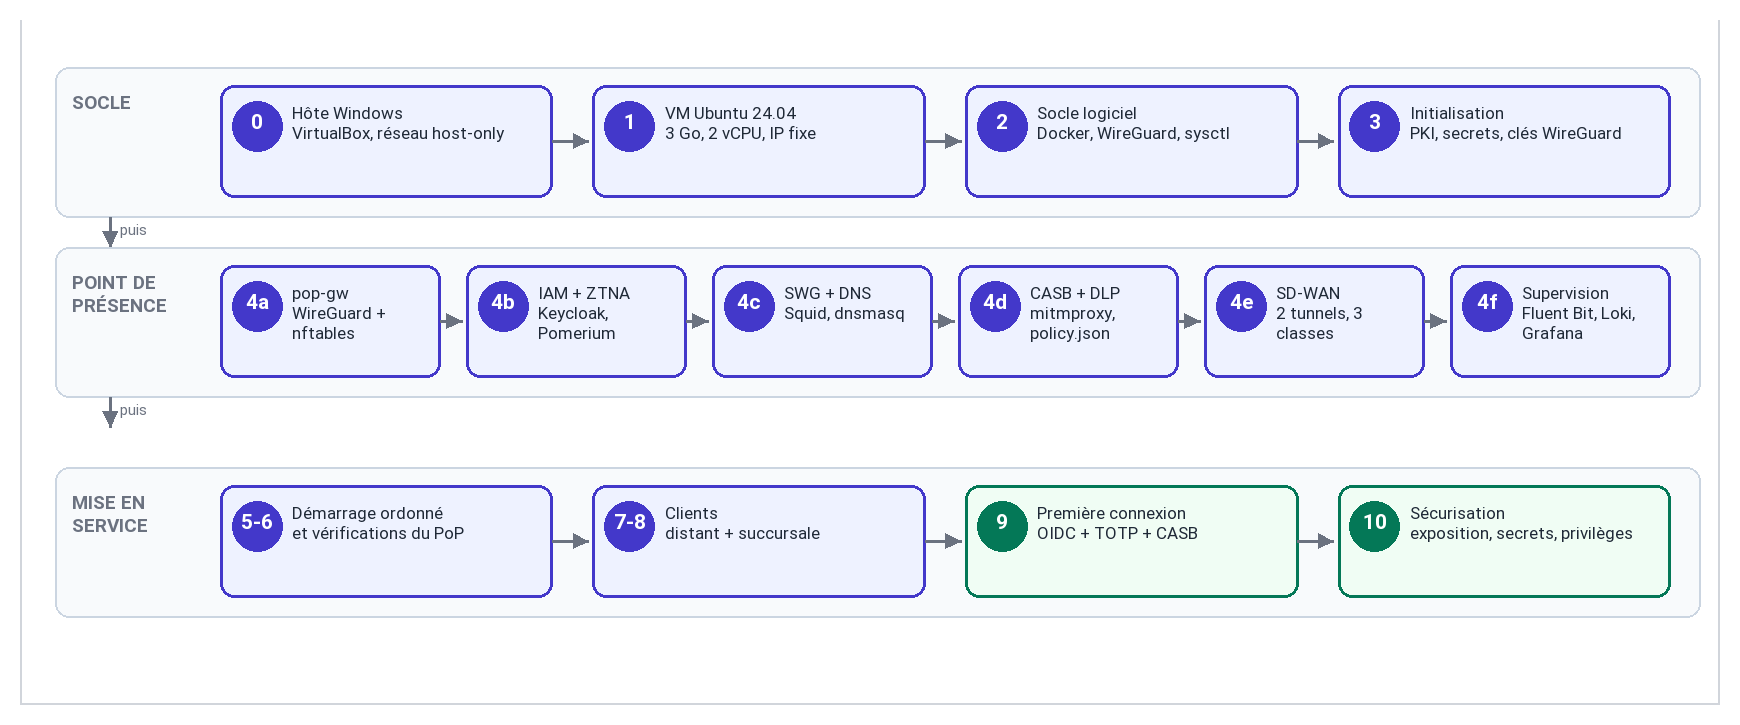 SOCLE
0
Hôte Windows
VirtualBox, réseau host-only
1
VM Ubuntu 24.04
3 Go, 2 vCPU, IP fixe
2
Socle logiciel
Docker, WireGuard, sysctl
3
Initialisation
PKI, secrets, clés WireGuard
puis
POINT DE
PRÉSENCE
4a
pop-gw
WireGuard +
nftables
4b
IAM + ZTNA
Keycloak,
Pomerium
4c
SWG + DNS
Squid, dnsmasq
4d
CASB + DLP
mitmproxy,
policy.json
4e
SD-WAN
2 tunnels, 3
classes
4f
Supervision
Fluent Bit, Loki,
Grafana
puis
MISE EN
SERVICE
5-6
Démarrage ordonné
et vérifications du PoP
7-8
Clients
distant + succursale
9
Première connexion
OIDC + TOTP + CASB
10
Sécurisation
exposition, secrets, privilèges